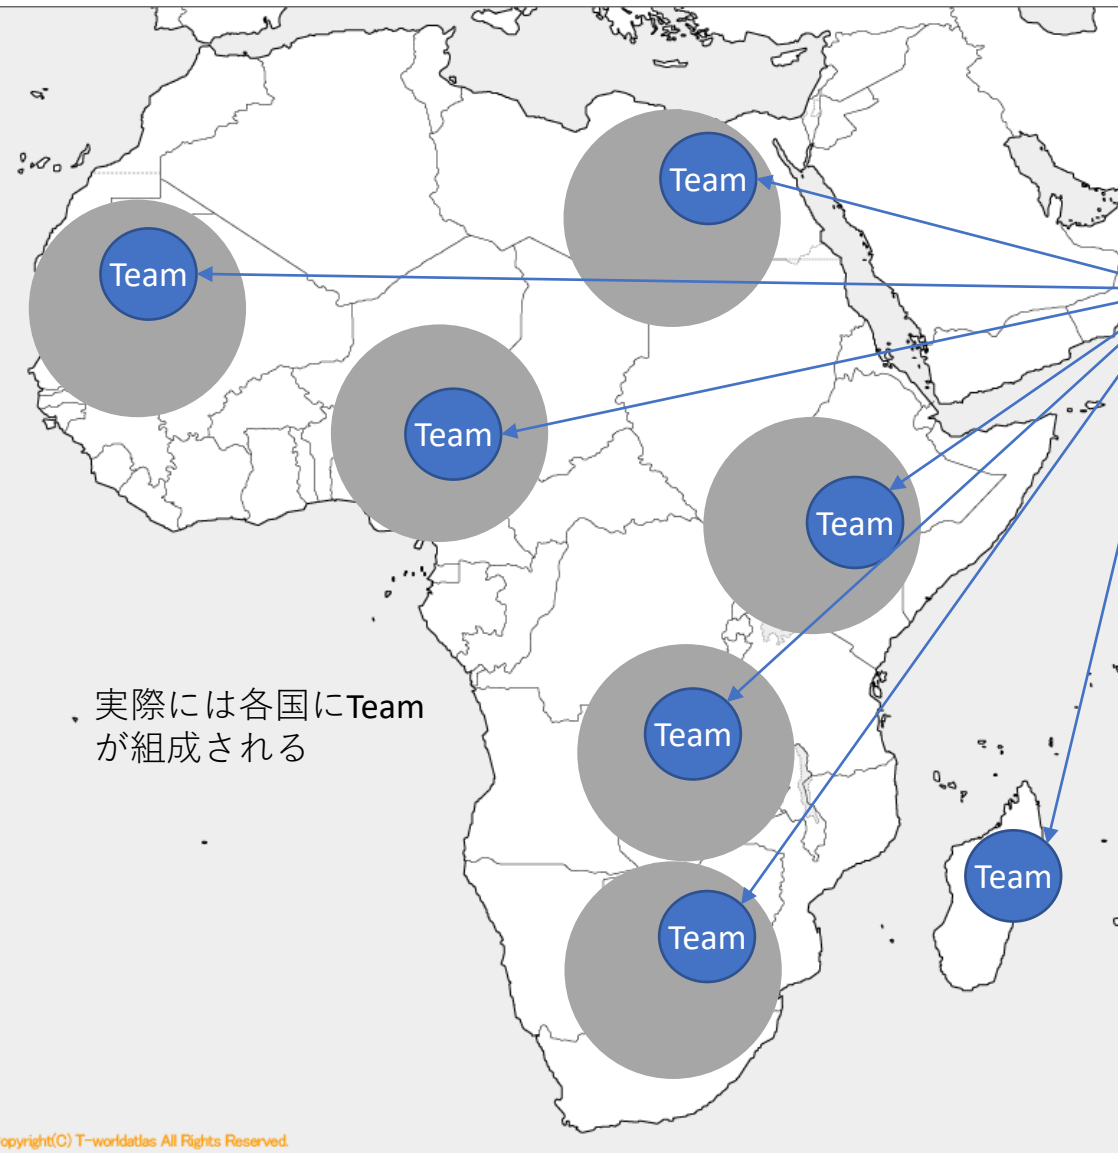 Team
Team
Team
Team
Team
実際には各国にTeam
が組成される
Team
Team
opyright(C) T-worldatlas All Rights Reserved.